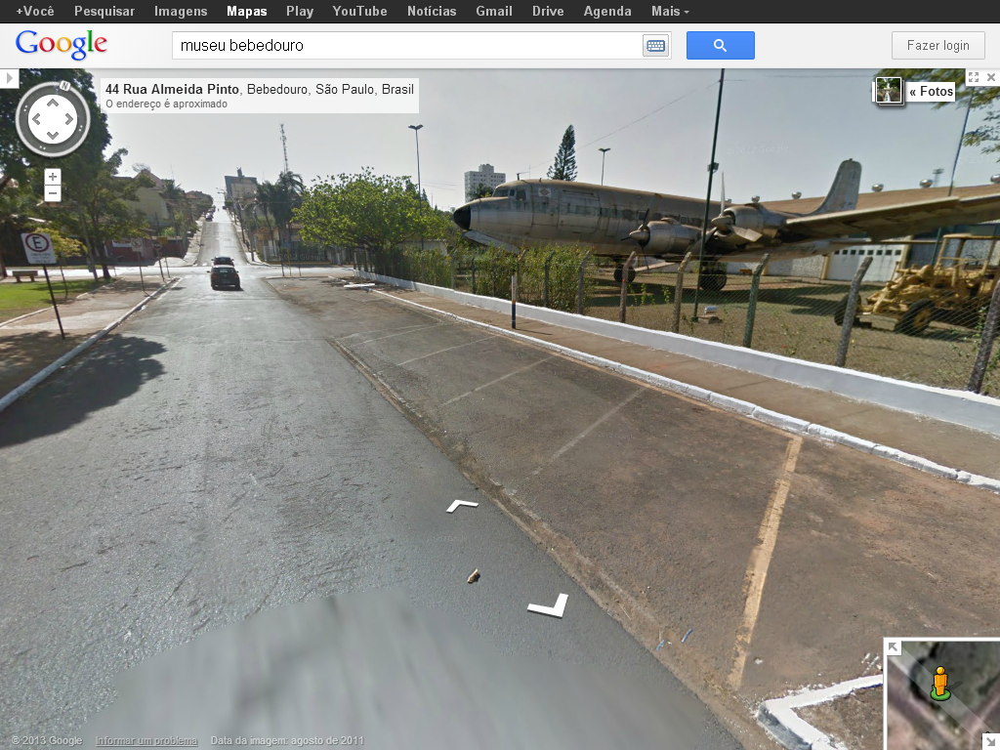 +Você Pesquisar Imagens Mapas Play YouTube Notícias Gmail Drive Agenda Mais
Google museu bebedouro Fazer login
44 Rua Almeida Pinto, Bebedouro, São Paulo, Brasil
O endereço é aproximado
N
« Fotos
E
© 2013 Google Informar um problema Data da imagem: agosto de 2011